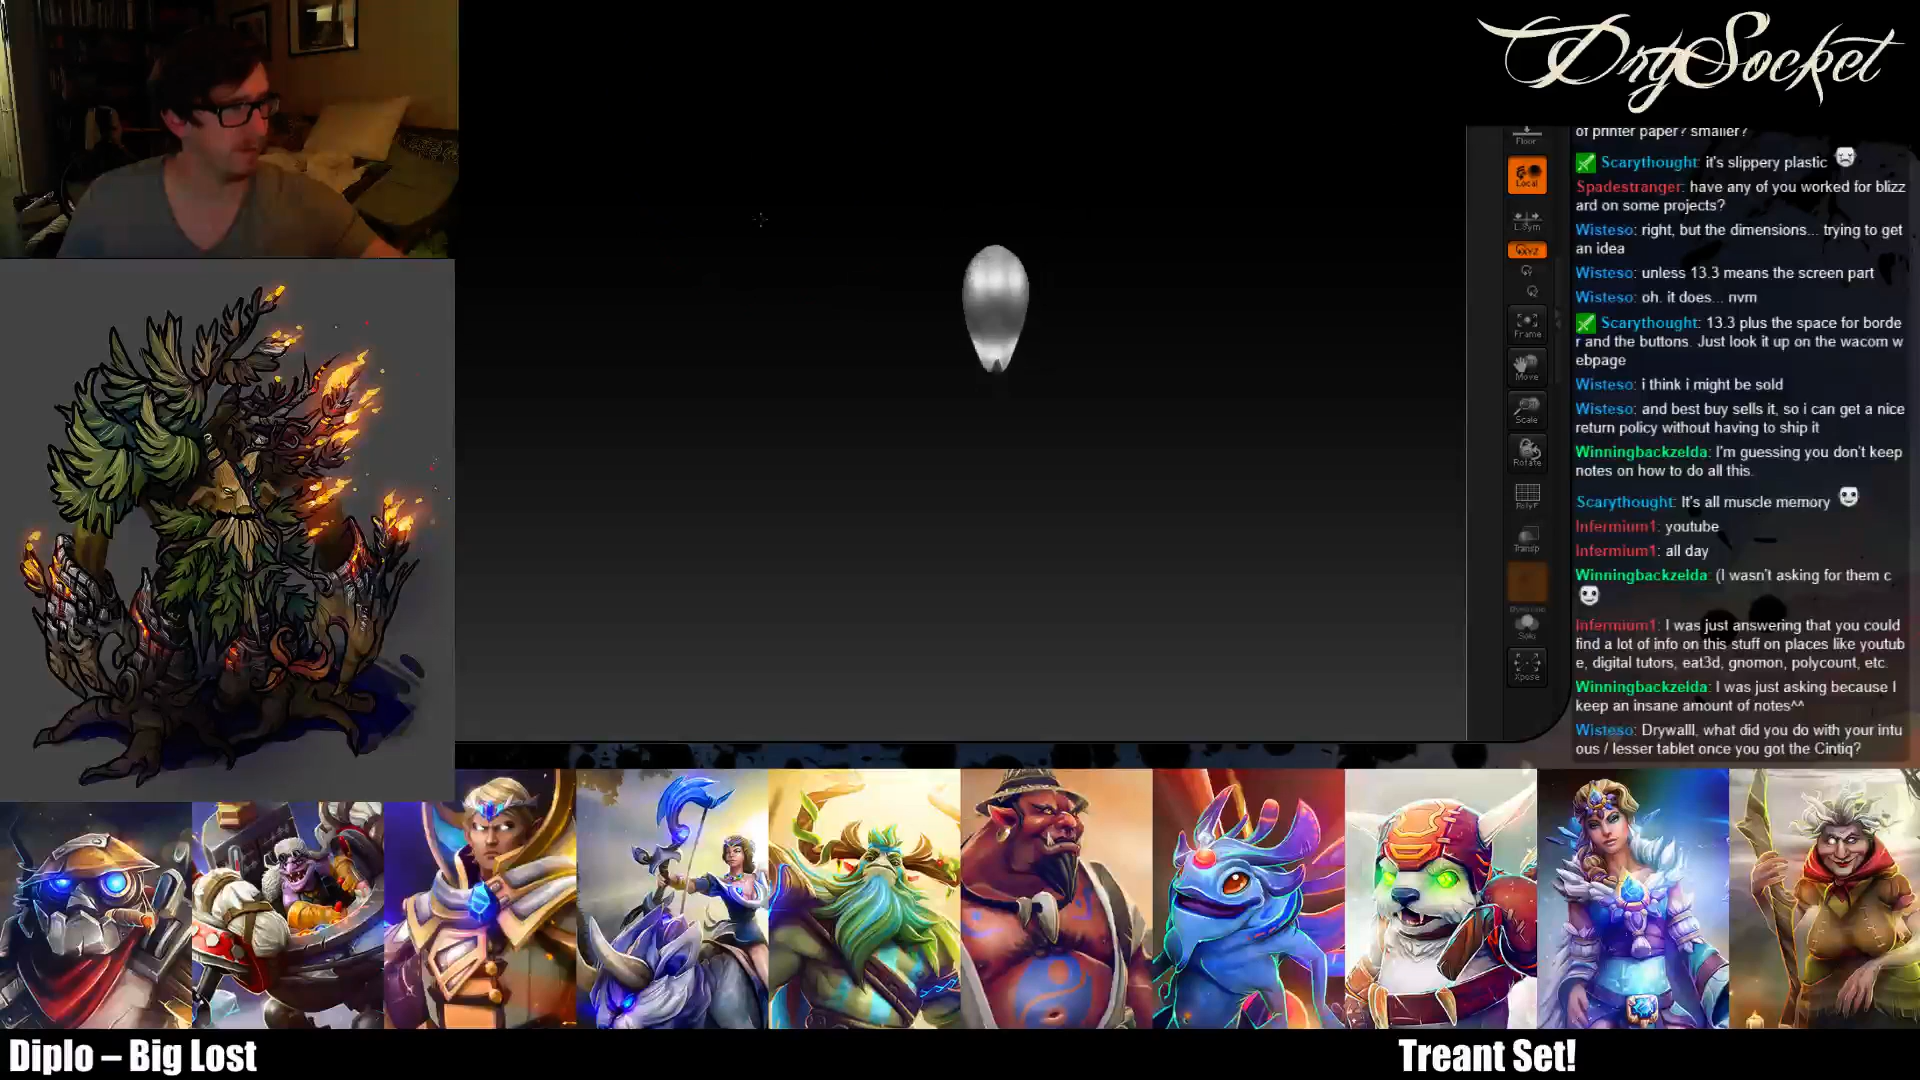 DrySocket
of printer paper? smaller?
Scarythought: it's slippery plastic
Spadestranger: have any of you worked for blizz
ard on some projects?
Wisteso: right, but the dimensions... trying to get
an idea
Wisteso: unless 13.3 means the screen part
Wisteso: oh. it does... nvm
Scarythought: 13.3 plus the space for borde
r and the buttons. Just look it up on the wacom w
ebpage
Wisteso: i think i might be sold
Wisteso: and best buy sells it, so i can get a nice
return policy without having to ship it
Winningbackzelda: I'm guessing you don't keep
notes on how to do all this.
Scarythought: It's all muscle memory
Infermium1: youtube
Infermium1: all day
Winningbackzelda: (I wasn't asking for them c
Infermium1: I was just answering that you could
find a lot of info on this stuff on places like youtub
e, digital tutors, eat3d, gnomon, polycount, etc.
Winningbackzelda: I was just asking because I
keep an insane amount of notes^^
Wisteso: Drywalll, what did you do with your intu
ous / lesser tablet once you got the Cintiq?
Floor
Local
L.Sym
XYZ
Frame
Move
Scale
Rotate
PolyF
Transp
Dynamic
Solo
Xpose
Diplo – Big Lost
Treant Set!